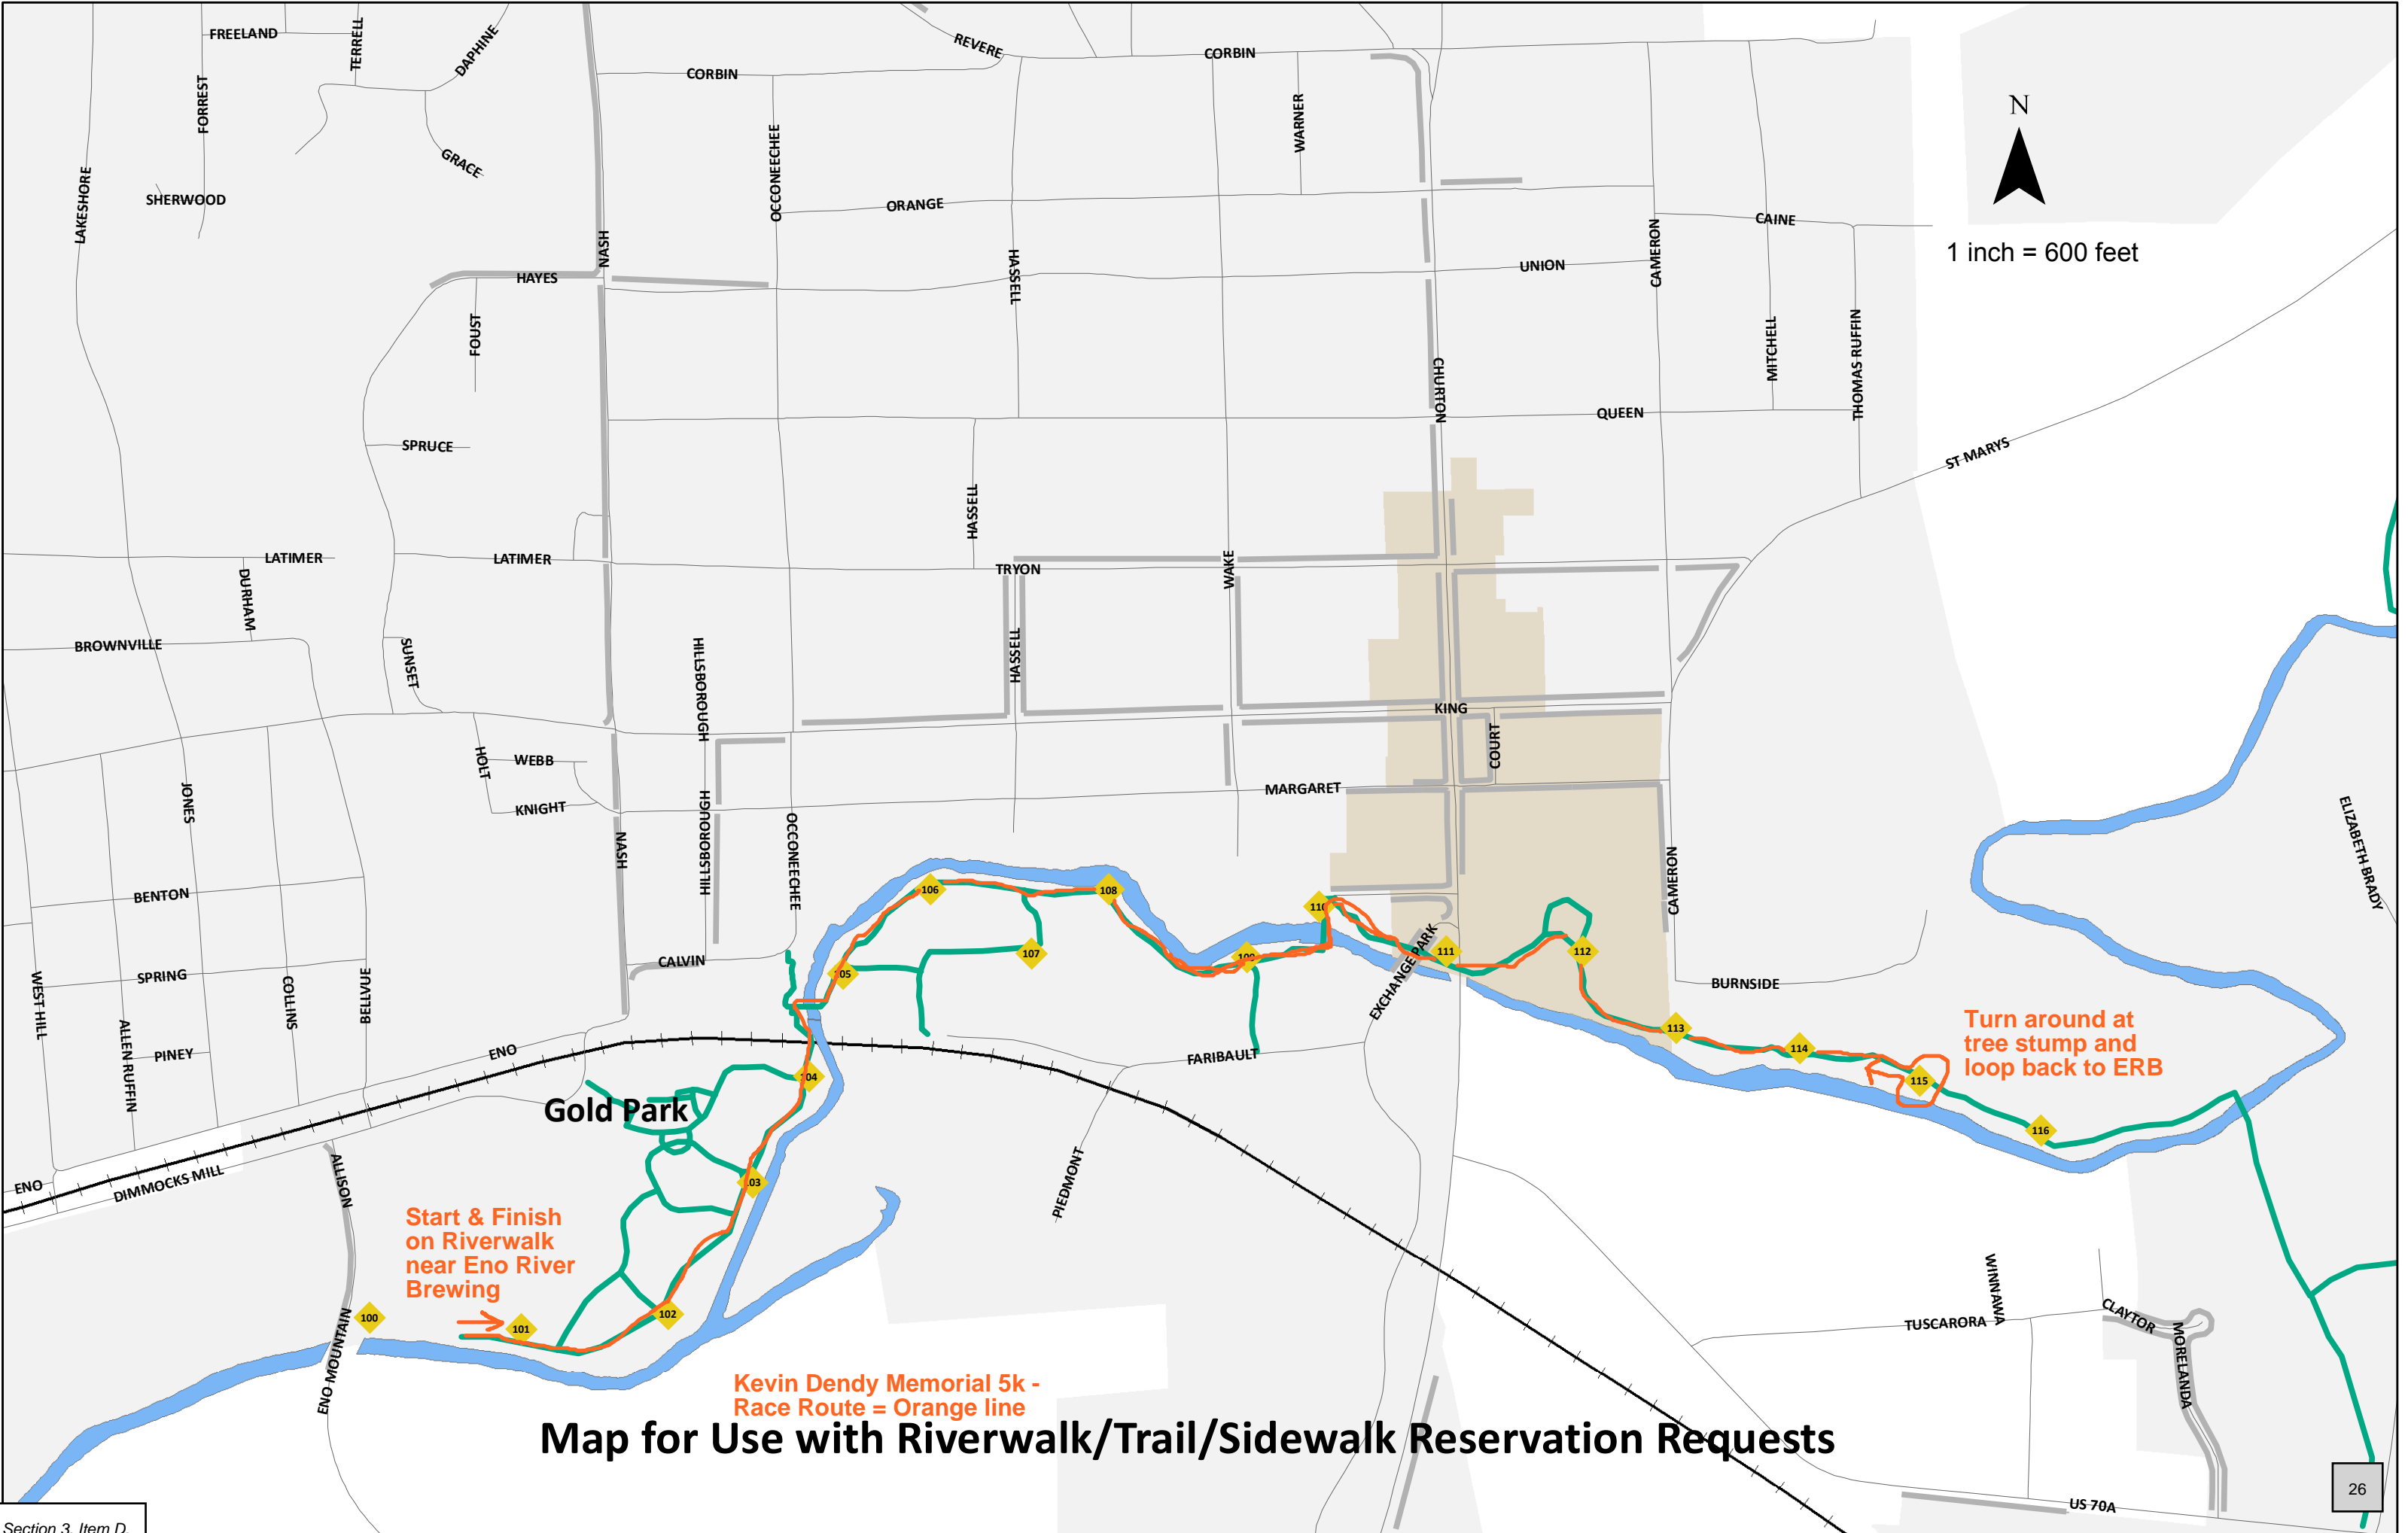 FREELAND
TERRELL
DAPHINE
REVERE
CORBIN
CORBIN
FORREST
WARNER
N
OCCONEECHEE
GRACE
LAKESHORE
SHERWOOD
ORANGE
CAINE
NASH
HASSELL
CAMERON
1 inch = 600 feet
HAYES
UNION
FOUST
MITCHELL
THOMAS RUFFIN
CHURTON
QUEEN
SPRUCE
ST MARYS
HASSELL
LATIMER
LATIMER
TRYON
WAKE
DURHAM
BROWNVILLE
SUNSET
HILLSBOROUGH
HASSELL
KING
COURT
HOLT
WEBB
JONES
MARGARET
KNIGHT
HILLSBOROUGH
OCCONEECHEE
NASH
ELIZABETH BRADY
BENTON
CAMERON
106
108
110
111
112
107
109
105
CALVIN
EXCHANGE PARK
SPRING
WEST HILL
COLLINS
BELLVUE
BURNSIDE
ALLEN RUFFIN
PINEY
ENO
FARIBAULT
113
114
115
116
Turn around at
tree stump and
loop back to ERB
104
Gold Park
103
PIEDMONT
ENO
DIMMOCKS MILL
ALLISON
Start & Finish
on Riverwalk
near Eno River
Brewing
100
101
102
ENO MOUNTAIN
WINNAWA
TUSCARORA
CLAYTOR
MORELANDA
Kevin Dendy Memorial 5k -
Race Route = Orange line
Map for Use with Riverwalk/Trail/Sidewalk Reservation Requests
US 70A
26
Section 3, Item D.